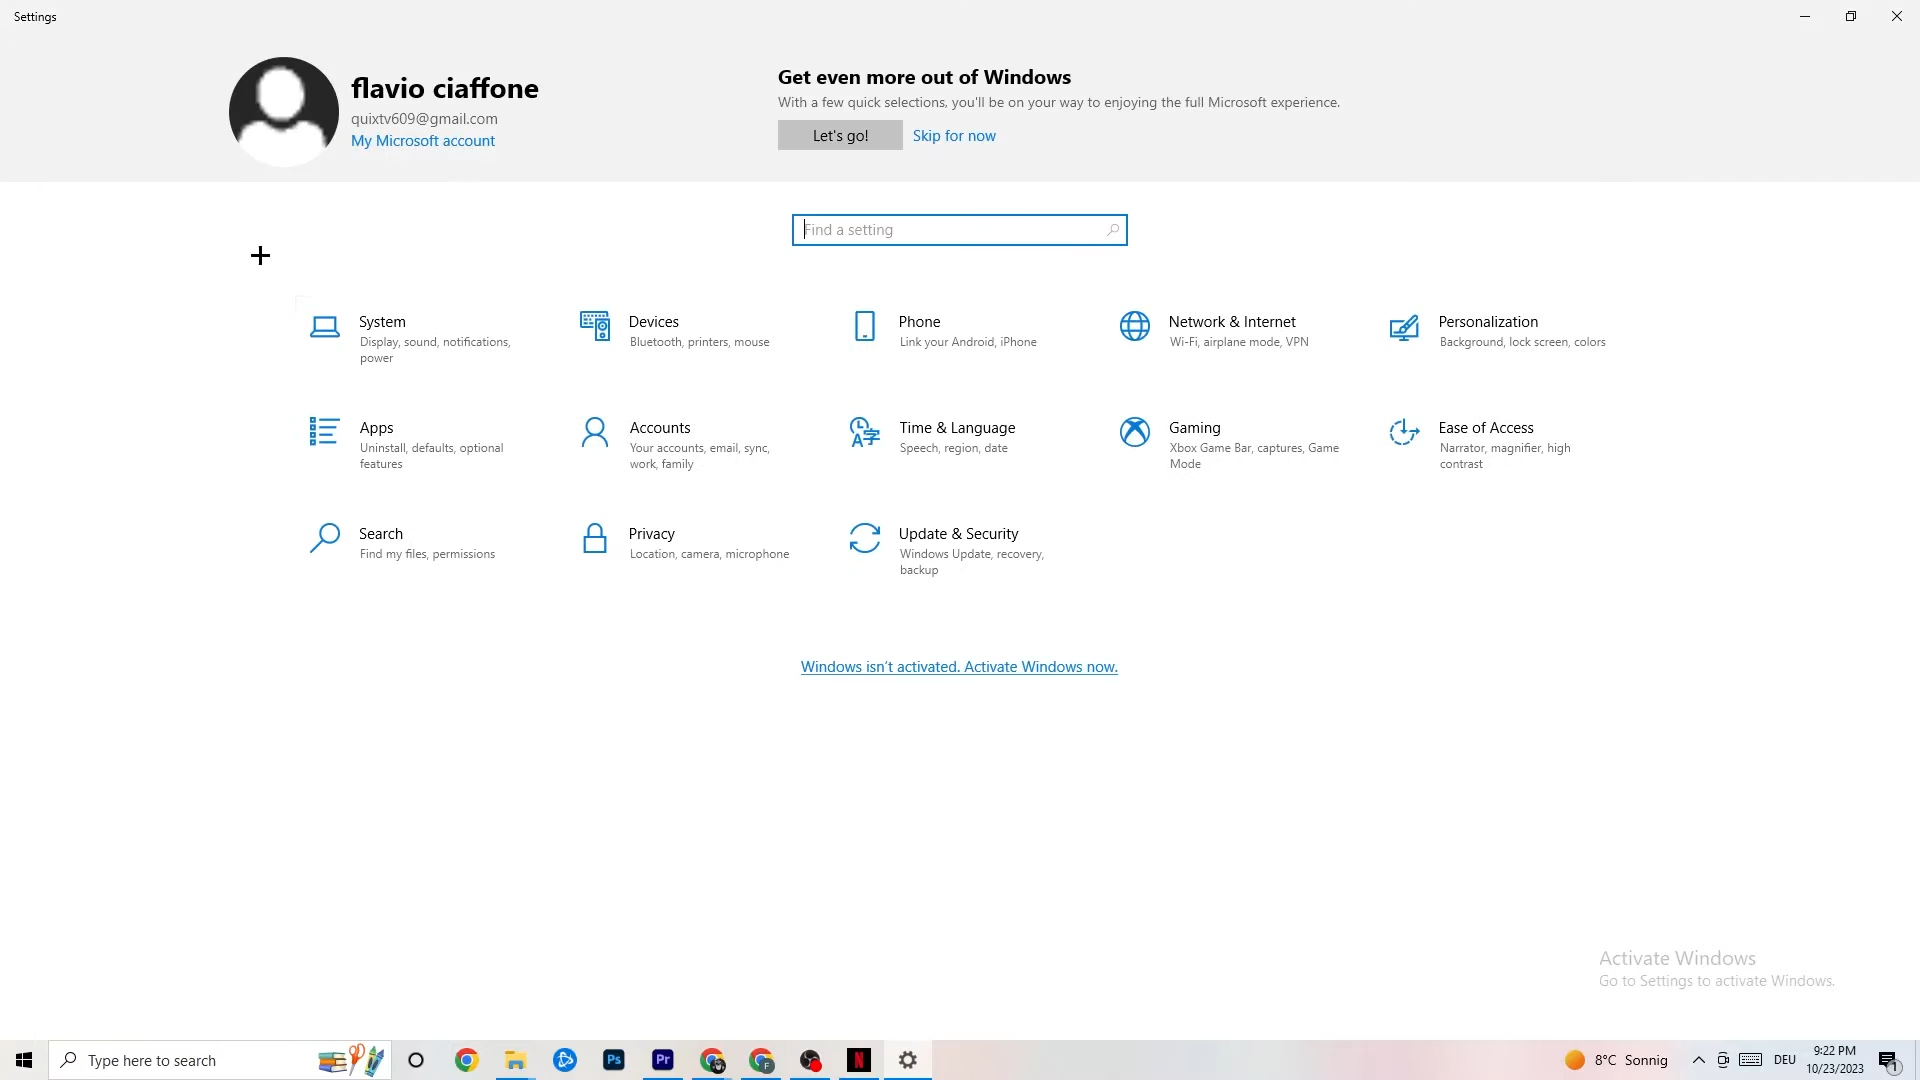 Settings
flavio ciaffone
quixtv609@gmail.com
My Microsoft account
Get even more out of Windows
With a few quick selections, you'll be on your way to enjoying the full Microsoft experience.
Let's go! Skip for now
Find a setting
System
Display, sound, notifications,
power
Devices
Bluetooth, printers, mouse
Phone
Link your Android, iPhone
Network & Internet
Wi-Fi, airplane mode, VPN
Personalization
Background, lock screen, colors
Apps
Uninstall, defaults, optional
features
Accounts
Your accounts, email, sync,
work, family
Time & Language
Speech, region, date
Gaming
Xbox Game Bar, captures, Game
Mode
Ease of Access
Narrator, magnifier, high
contrast
Search
Find my files, permissions
Privacy
Location, camera, microphone
Update & Security
Windows Update, recovery,
backup
Windows isn't activated. Activate Windows now.
Activate Windows
Go to Settings to activate Windows.
Type here to search
Ps
Pr
F
N
8°C Sonnig
DEU
9:22 PM
10/23/2023
1